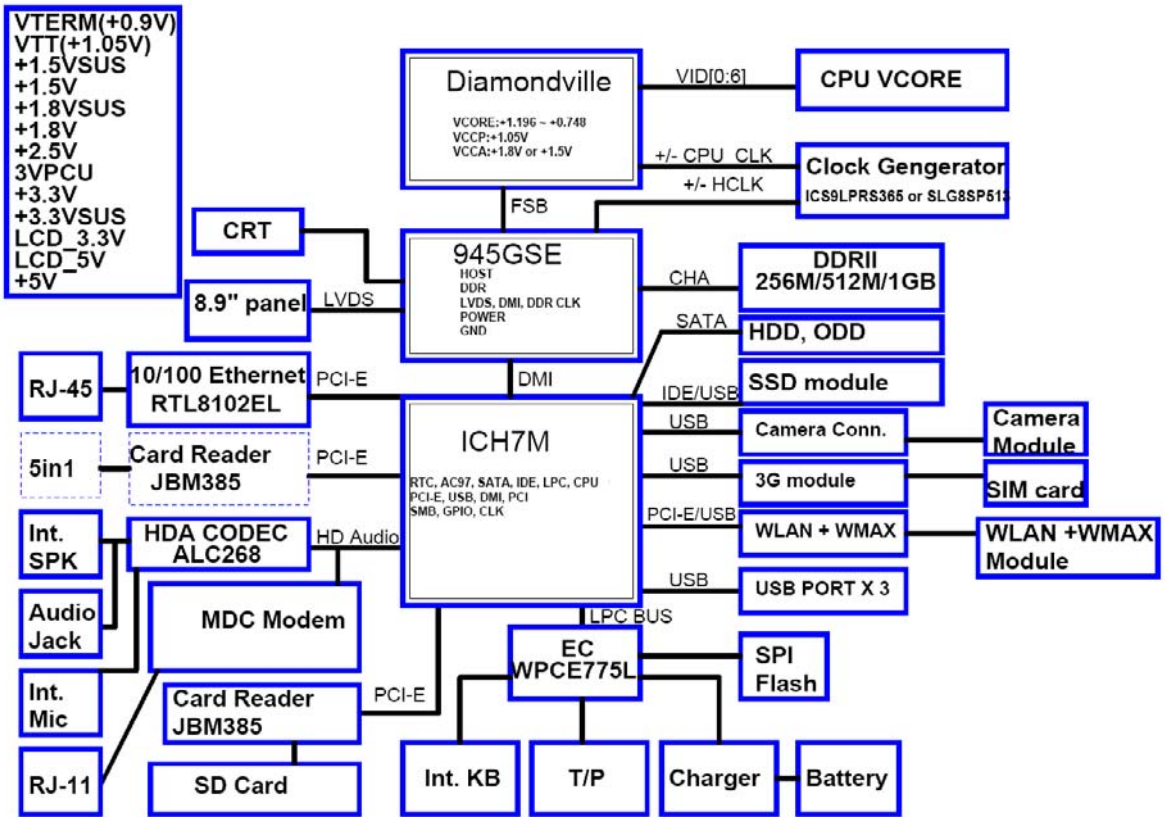 VTERM(+0.9V)
VTT(+1.05V)
+1.5VSUS
+1.5V
+1.8VSUS
+1.8V
+2.5V
3VPCU
+3.3V
+3.3VSUS
LCD_3.3V
LCD_5V
+5V
Diamondville
VCORE:+1.196 ~ +0.748
VCCP:+1.05V
VCCA:+1.8V or +1.5V
VID[0:6]
CPU VCORE
+/- CPU_CLK
+/- HCLK
Clock Gengerator
ICS9LPRS365 or SLG8SP513
FSB
CRT
8.9" panel
LVDS
945GSE
HOST
DDR
LVDS, DMI, DDR CLK
POWER
GND
CHA
DDRII
256M/512M/1GB
SATA
HDD, ODD
DMI
RJ-45
10/100 Ethernet
RTL8102EL
PCI-E
IDE/USB
SSD module
5in1
Card Reader
JBM385
PCI-E
ICH7M
RTC, AC97, SATA, IDE, LPC, CPU
PCI-E, USB, DMI, PCI
SMB, GPIO, CLK
USB
Camera Conn.
Camera
Module
USB
3G module
SIM card
PCI-E/USB
WLAN + WMAX
WLAN +WMAX
Module
USB
USB PORT X 3
Int.
SPK
HDA CODEC
ALC268
HD Audio
Audio
Jack
MDC Modem
Int.
Mic
RJ-11
Card Reader
JBM385
PCI-E
SD Card
LPC BUS
EC
WPCE775L
SPI
Flash
Int. KB
T/P
Charger
Battery